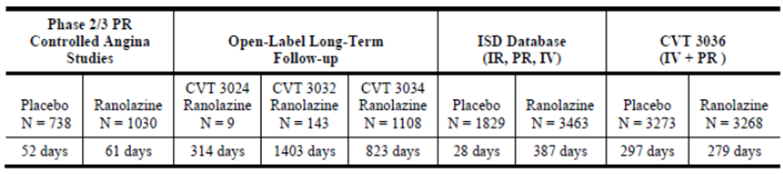 Phase 2/3 PR Controlled Angina Studies Open-Label Long-Term Follow-up ISD Database (IR, PR, IV) CVT 3036 (IV + PR )
Placebo N = 738 Ranolazine N = 1030 CVT 3024 Ranolazine N = 9 CVT 3032 Ranolazine N = 143 CVT 3034 Ranolazine N = 1108 Placebo N = 1829 Ranolazine N = 3463 Placebo N = 3273 Ranolazine N = 3268
52 days 61 days 314 days 1403 days 823 days 28 days 387 days 297 days 279 days